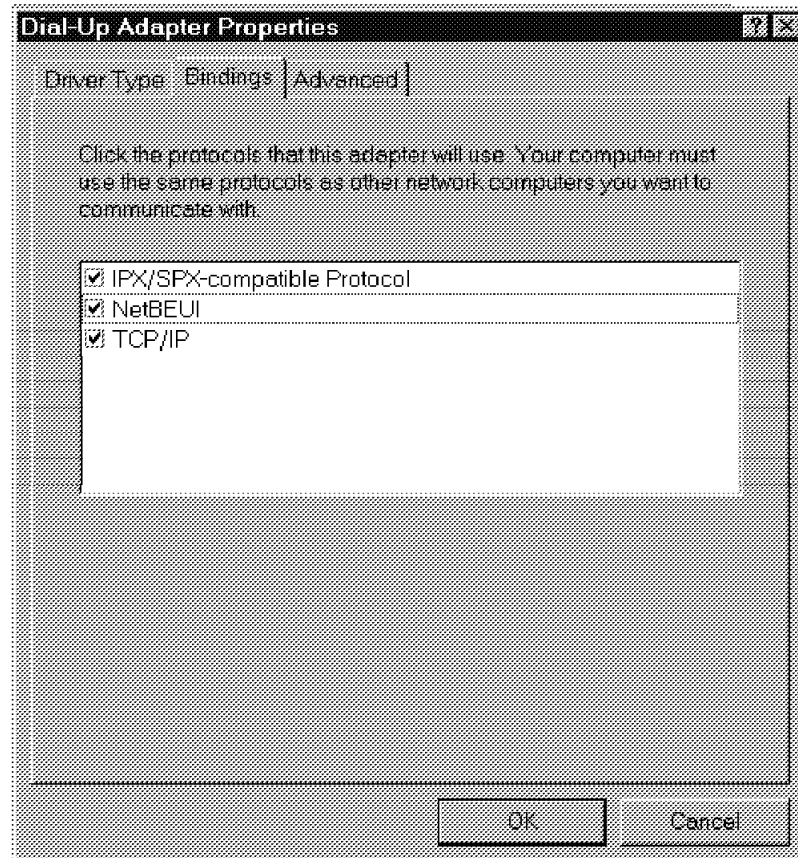 Dial-Up Adapter Properties
Driver Type Bindings Advanced
Click the protocols that this adapter will use. Your computer must
use the same protocols as other network computers you want to
communicate with.
IPX/SPX-compatible Protocol
NetBEUI
TCP/IP
OK Cancel